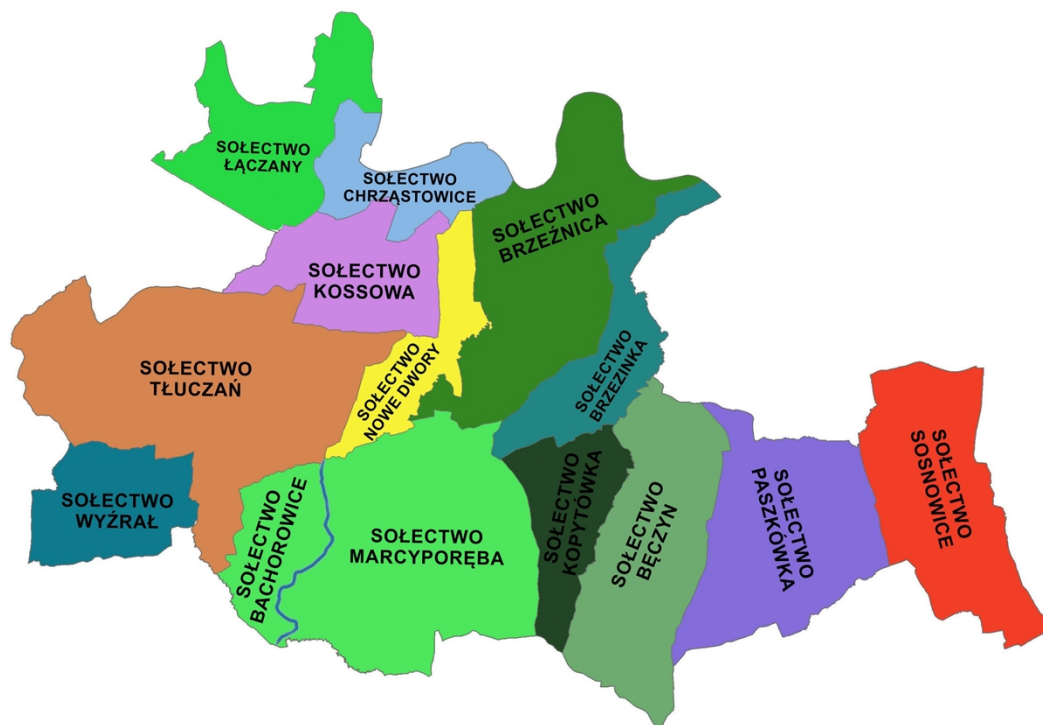 SOŁECTWO
ŁĄCZANY
SOŁECTWO
CHRZĄSTOWICE
SOŁECTWO
BRZEŹNICA
SOŁECTWO
KOSSOWA
SOŁECTWO
TŁUCZAŃ
SOŁECTWO
NOWE DWORY
SOŁECTWO
BRZEZINKA
SOŁECTWO
WYŹRAŁ
SOŁECTWO
BACHOROWICE
SOŁECTWO
MARCYPORĘBA
SOŁECTWO
KOPYTÓWKA
SOŁECTWO
BĘCZYN
SOŁECTWO
PASZKÓWKA
SOŁECTWO
SOSNOWICE